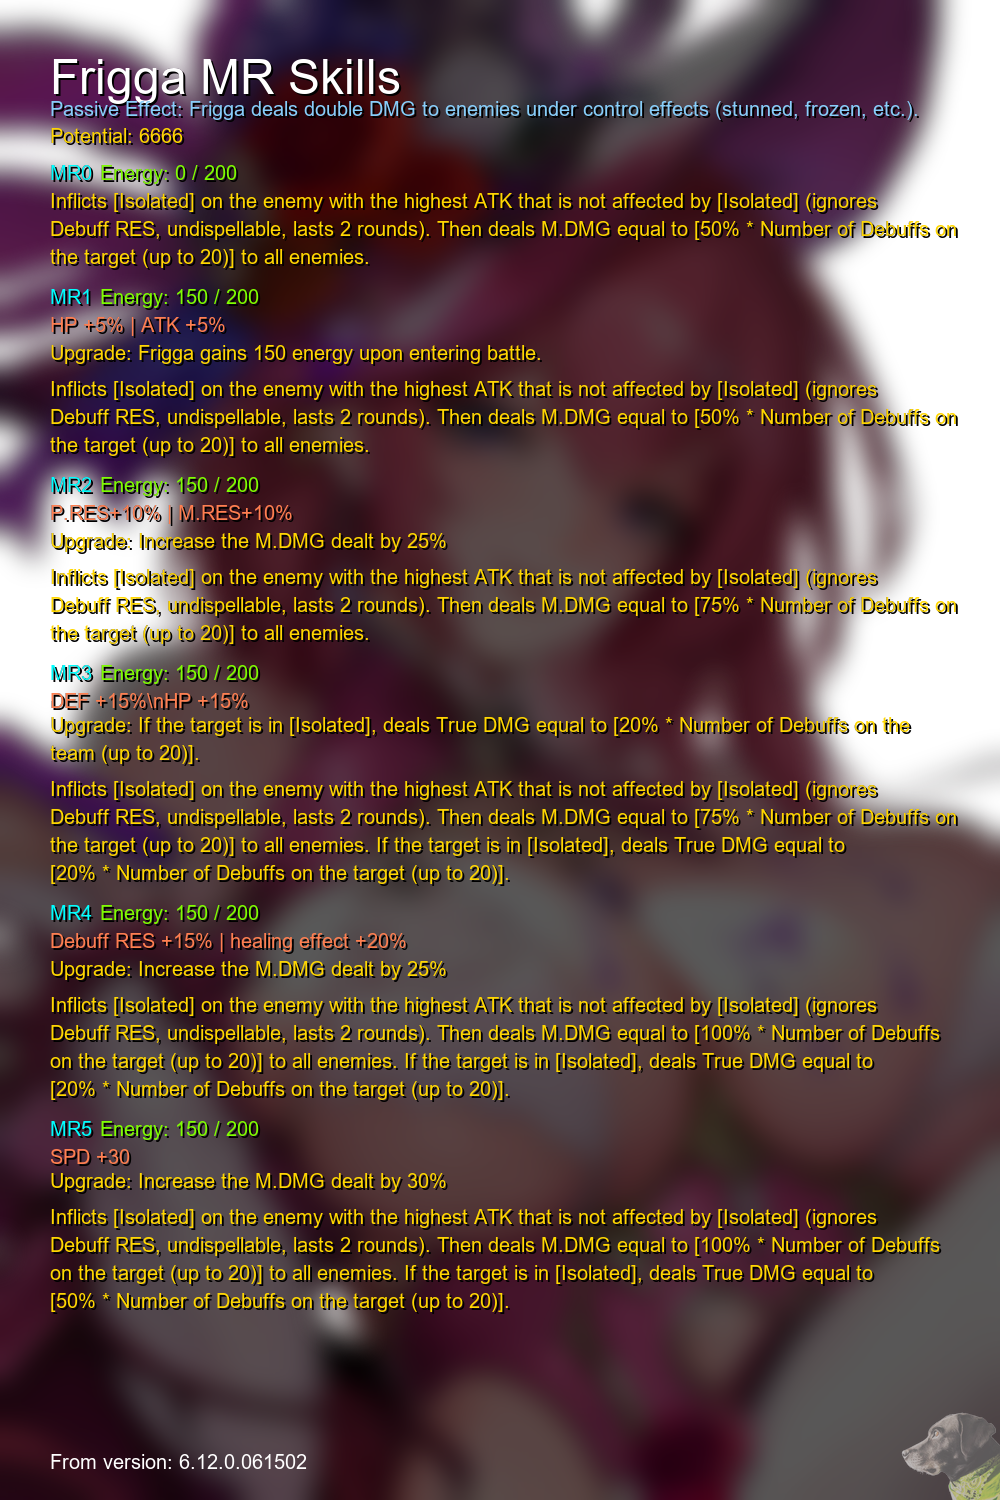 Frigga MR Skills
Passive Effect: Frigga deals double DMG to enemies under control effects (stunned, frozen, etc.).
Potential: 6666
MR0 Energy: 0 / 200
Inflicts [Isolated] on the enemy with the highest ATK that is not affected by [Isolated] (ignores
Debuff RES, undispellable, lasts 2 rounds). Then deals M.DMG equal to [50% * Number of Debuffs on
the target (up to 20)] to all enemies.
MR1 Energy: 150 / 200
HP +5% | ATK +5%
Upgrade: Frigga gains 150 energy upon entering battle.
Inflicts [Isolated] on the enemy with the highest ATK that is not affected by [Isolated] (ignores
Debuff RES, undispellable, lasts 2 rounds). Then deals M.DMG equal to [50% * Number of Debuffs on
the target (up to 20)] to all enemies.
MR2 Energy: 150 / 200
P.RES+10% | M.RES+10%
Upgrade: Increase the M.DMG dealt by 25%
Inflicts [Isolated] on the enemy with the highest ATK that is not affected by [Isolated] (ignores
Debuff RES, undispellable, lasts 2 rounds). Then deals M.DMG equal to [75% * Number of Debuffs on
the target (up to 20)] to all enemies.
MR3 Energy: 150 / 200
DEF +15%\nHP +15%
Upgrade: If the target is in [Isolated], deals True DMG equal to [20% * Number of Debuffs on the
team (up to 20)].
Inflicts [Isolated] on the enemy with the highest ATK that is not affected by [Isolated] (ignores
Debuff RES, undispellable, lasts 2 rounds). Then deals M.DMG equal to [75% * Number of Debuffs on
the target (up to 20)] to all enemies. If the target is in [Isolated], deals True DMG equal to
[20% * Number of Debuffs on the target (up to 20)].
MR4 Energy: 150 / 200
Debuff RES +15% | healing effect +20%
Upgrade: Increase the M.DMG dealt by 25%
Inflicts [Isolated] on the enemy with the highest ATK that is not affected by [Isolated] (ignores
Debuff RES, undispellable, lasts 2 rounds). Then deals M.DMG equal to [100% * Number of Debuffs
on the target (up to 20)] to all enemies. If the target is in [Isolated], deals True DMG equal to
[20% * Number of Debuffs on the target (up to 20)].
MR5 Energy: 150 / 200
SPD +30
Upgrade: Increase the M.DMG dealt by 30%
Inflicts [Isolated] on the enemy with the highest ATK that is not affected by [Isolated] (ignores
Debuff RES, undispellable, lasts 2 rounds). Then deals M.DMG equal to [100% * Number of Debuffs
on the target (up to 20)] to all enemies. If the target is in [Isolated], deals True DMG equal to
[50% * Number of Debuffs on the target (up to 20)].
From version: 6.12.0.061502